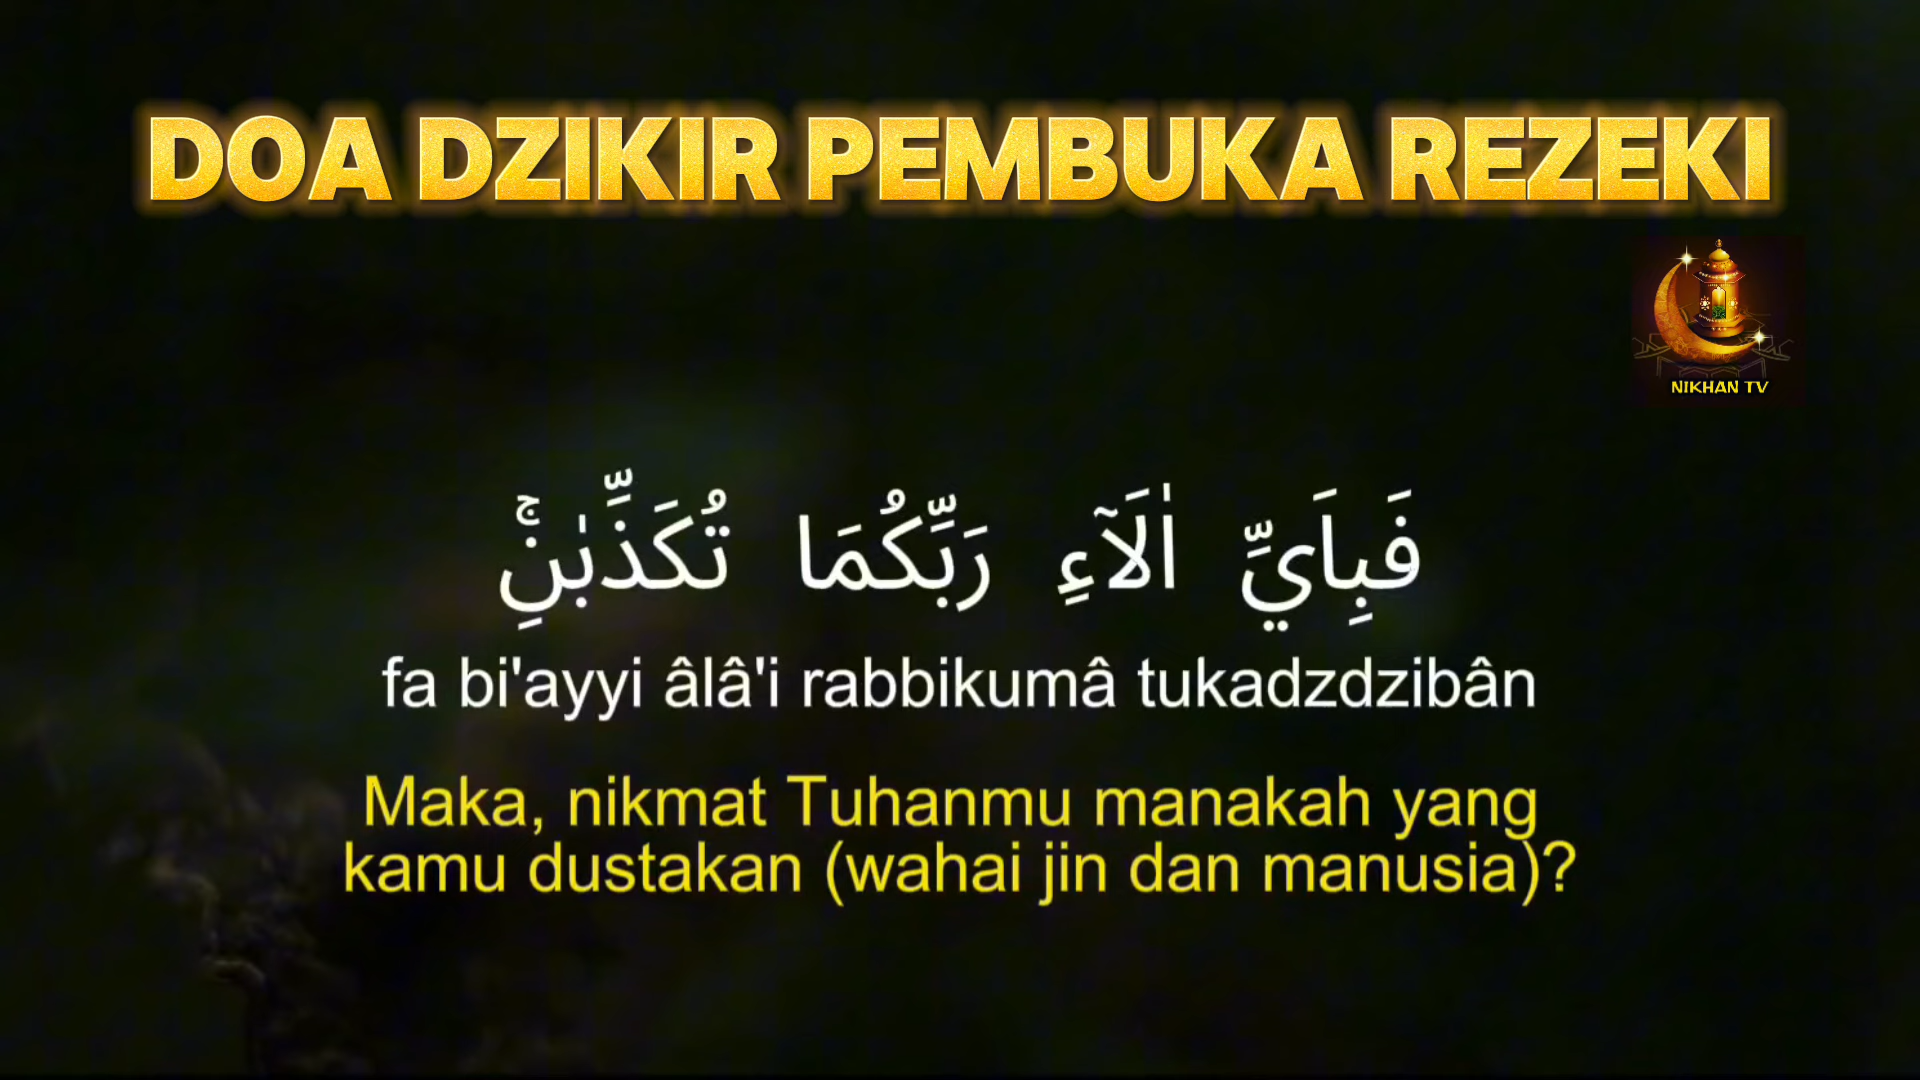 DOA DZIKIR PEMBUKA REZEKI
NIKHAN TV
فَبِاَيِّ اٰلَاۤءِ رَبِّكُمَا تُكَذِّبٰنِۚ
fa bi'ayyi âlâ'i rabbikumâ tukadzdzibân
Maka, nikmat Tuhanmu manakah yang
kamu dustakan (wahai jin dan manusia)?